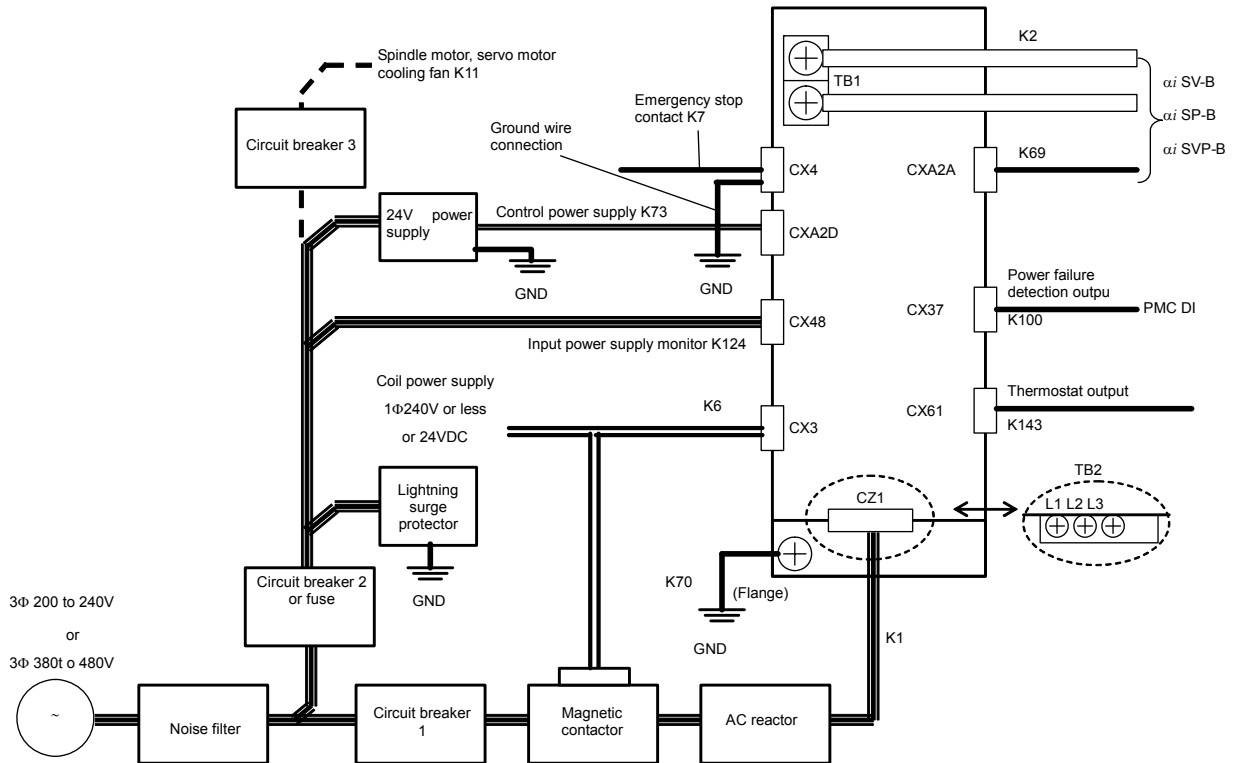 K2
Spindle motor, servo motor
cooling fan K11
TB1
αi SV-B
Emergency stop
contact K7
αi SP-B
Ground wire
connection
Circuit breaker 3
K69
αi SVP-B
CX4
CXA2A
24V power
supply
Control power supply K73
CXA2D
GND
GND
Power failure
detection outpu
CX37
PMC DI
K100
CX48
Input power supply monitor K124
Coil power supply
1Φ240V or less
or 24VDC
K6
CX3
Thermostat output
CX61
K143
TB2
Lightning
surge
protector
CZ1
L1 L2 L3
Circuit breaker 2
or fuse
GND
K70
(Flange)
3Φ 200 to 240V
or
3Φ 380t o 480V
GND
K1
~
Noise filter
Circuit breaker
1
Magnetic
contactor
AC reactor